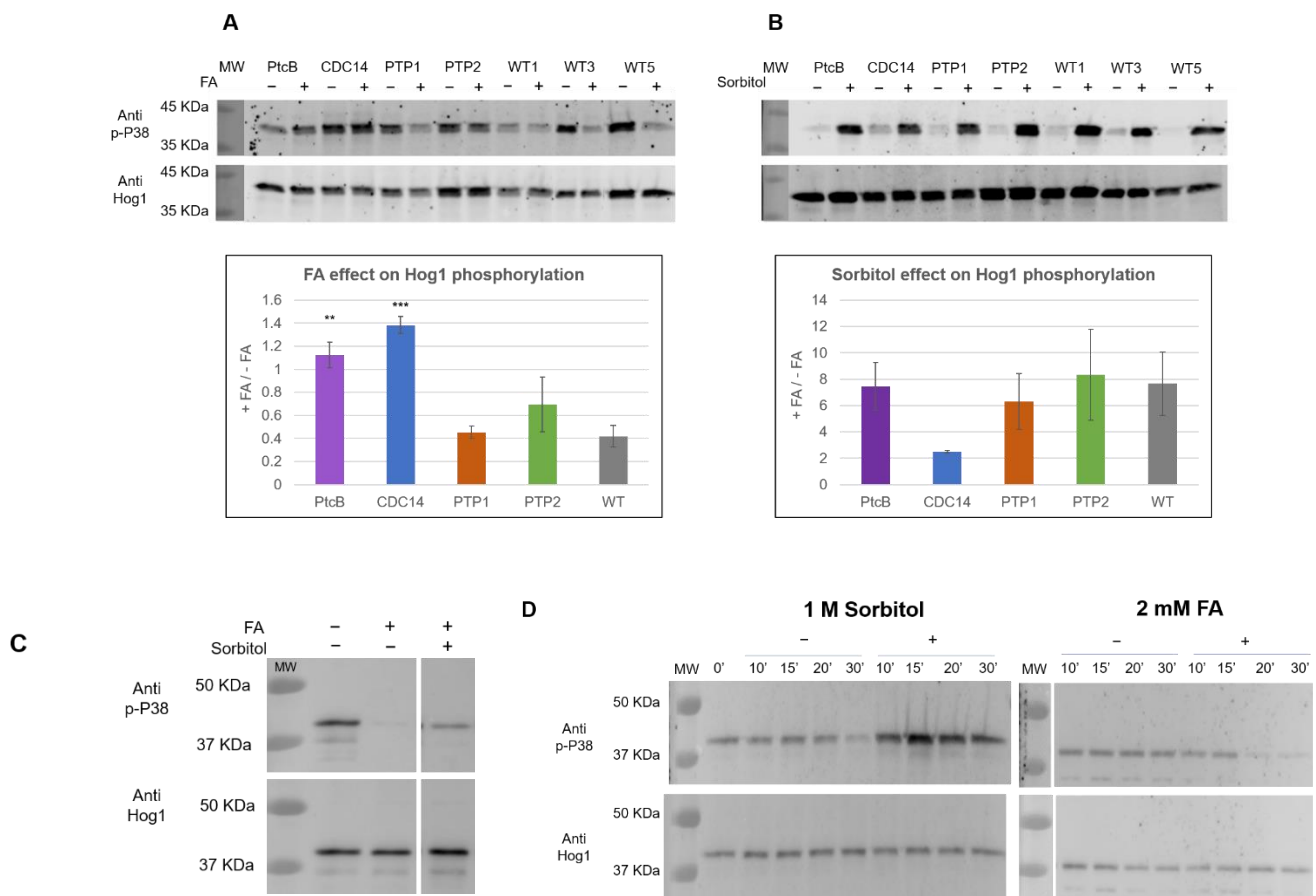 A
MW PtcB CDC14 PTP1 PTP2 WT1 WT3 WT5
FA – + – + – + – + – + – + – +
Anti p-P38
45 KDa
35 KDa
Anti Hog1
45 KDa
35 KDa
FA effect on Hog1 phosphorylation
+ FA / - FA
1.6
1.4
1.2
1
0.8
0.6
0.4
0.2
0
** ***
PtcB CDC14 PTP1 PTP2 WT
B
MW PtcB CDC14 PTP1 PTP2 WT1 WT3 WT5
Sorbitol – + – + – + – + – + – + – +
Sorbitol effect on Hog1 phosphorylation
+ FA / - FA
14
12
10
8
6
4
2
0
PtcB CDC14 PTP1 PTP2 WT
C
FA – + +
Sorbitol – – +
MW
Anti p-P38
50 KDa
37 KDa
Anti Hog1
50 KDa
37 KDa
D
1 M Sorbitol
– +
MW 0' 10' 15' 20' 30' 10' 15' 20' 30'
Anti p-P38
50 KDa
37 KDa
Anti Hog1
50 KDa
37 KDa
2 mM FA
– +
MW 10' 15' 20' 30' 10' 15' 20' 30'